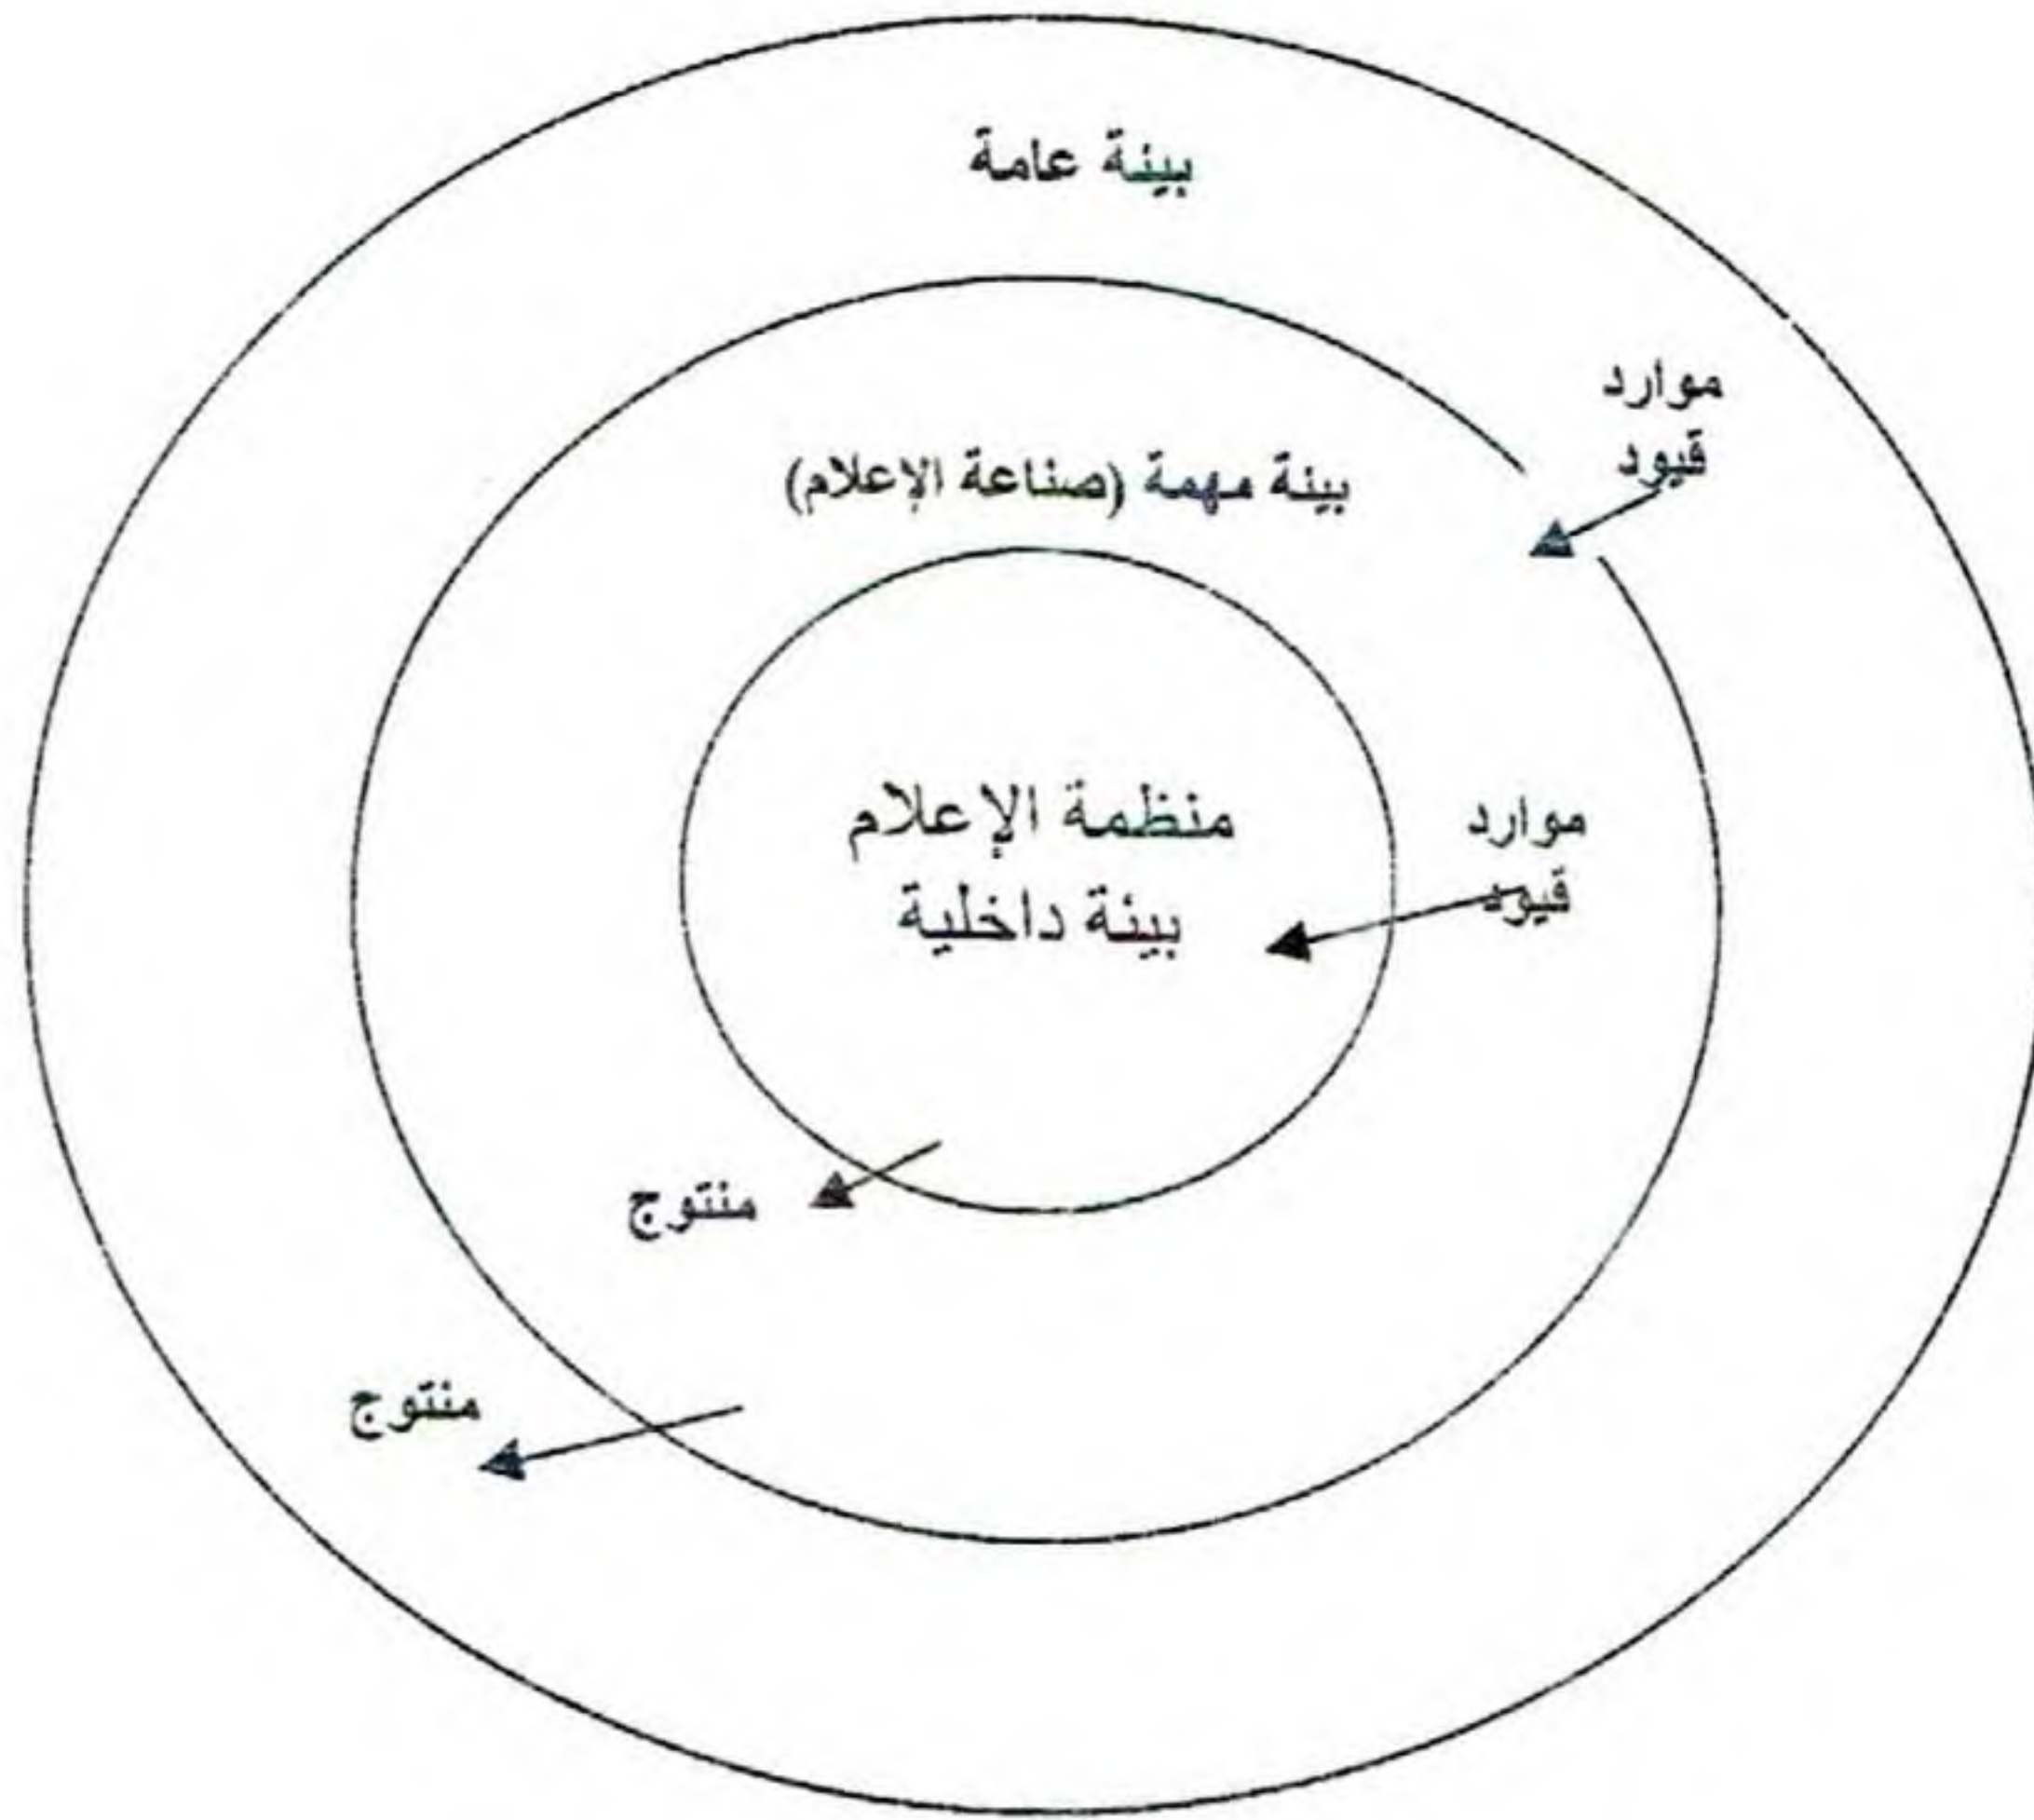 بيئة عامة
موارد
قيود
بيئة مهمة (صناعة الإعلام)
منظمة الإعلام
بيئة داخلية
موارد
قيود
منتوج
منتوج